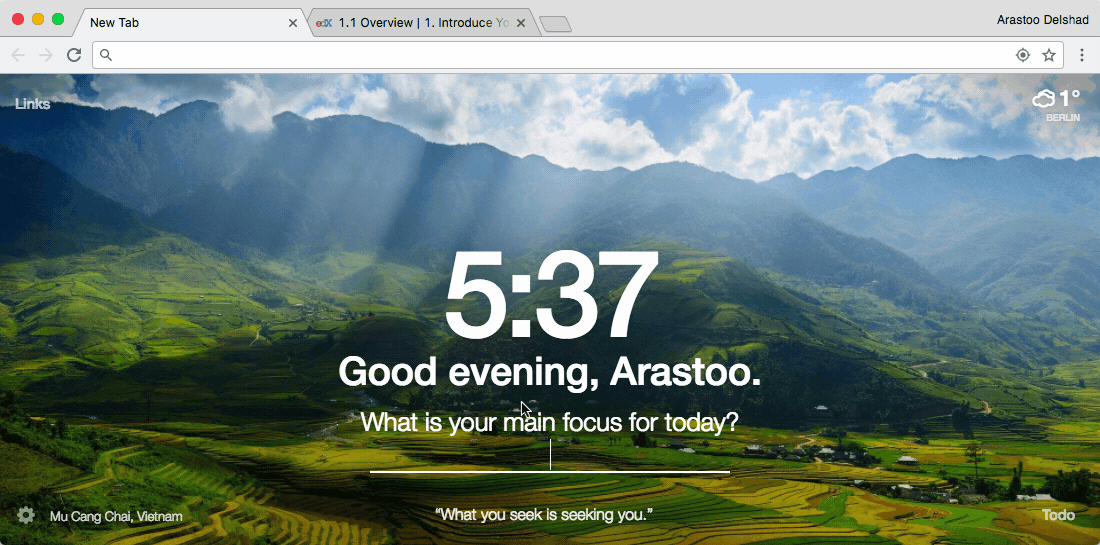 New Tab
edX 1.1 Overview | 1. Introduce Yo
Arastoo Delshad
Links
1°
BERLIN
5:37
Good evening, Arastoo.
What is your main focus for today?
Mu Cang Chai, Vietnam
“What you seek is seeking you.”
Todo